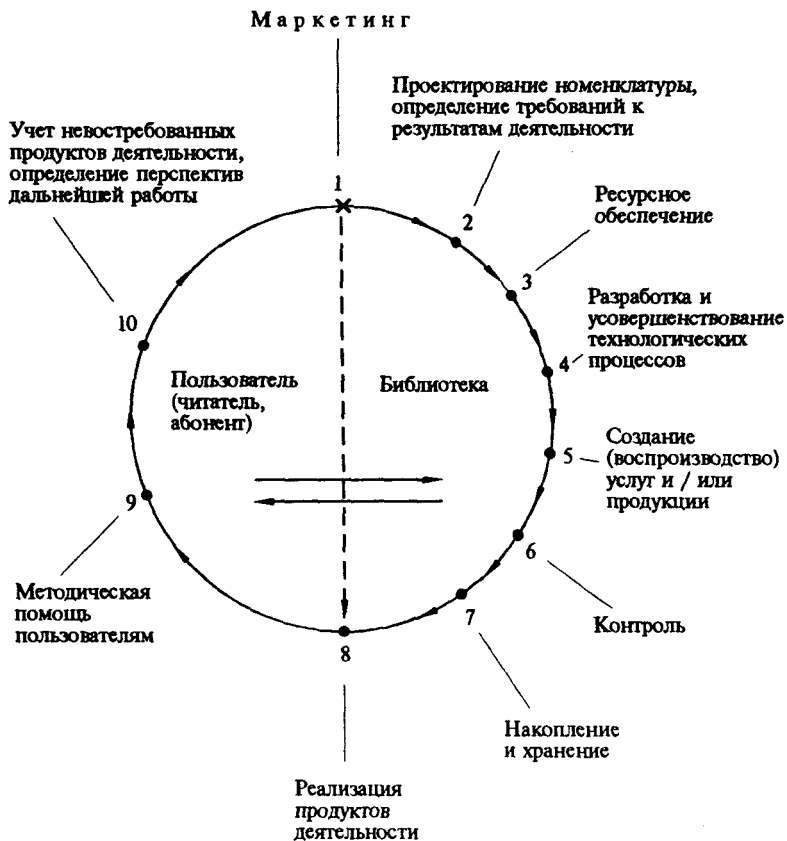 Маркетинг
Проектирование номенклатуры,
определение требований к
результатам деятельности
Учет невостребованных
продуктов деятельности,
определение перспектив
дальнейшей работы
1
2
Ресурсное
обеспечение
3
Разработка и
усовершенствование
технологических
процессов
4
10
Пользователь
(читатель,
абонент)
Библиотека
5
Создание
(воспроизводство)
услуг и / или
продукции
9
6
Методическая
помощь
пользователям
7
Контроль
8
Накопление
и хранение
Реализация
продуктов
деятельности